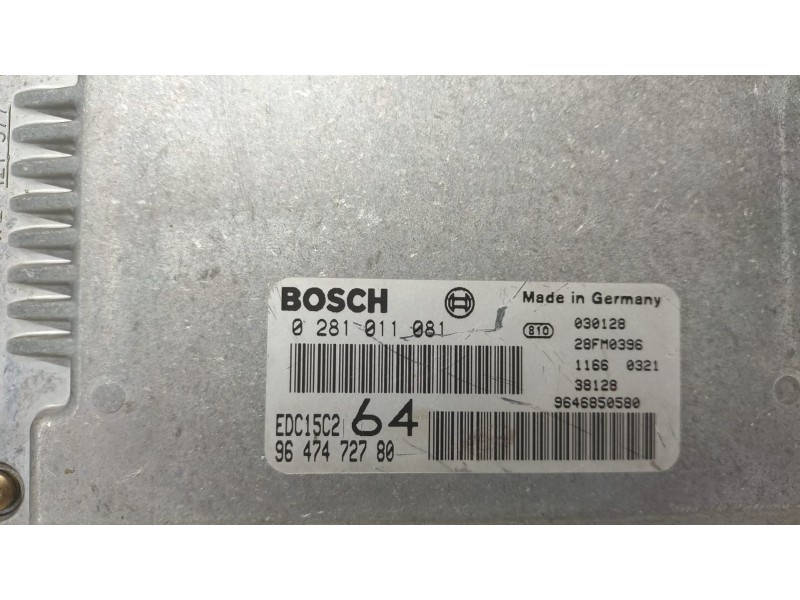 BOSCH
Made in Germany
0 281 011 081
810
030128
28FM0396
1166 0321
38128
9646850580
EDC15C2 64
96 474 727 80